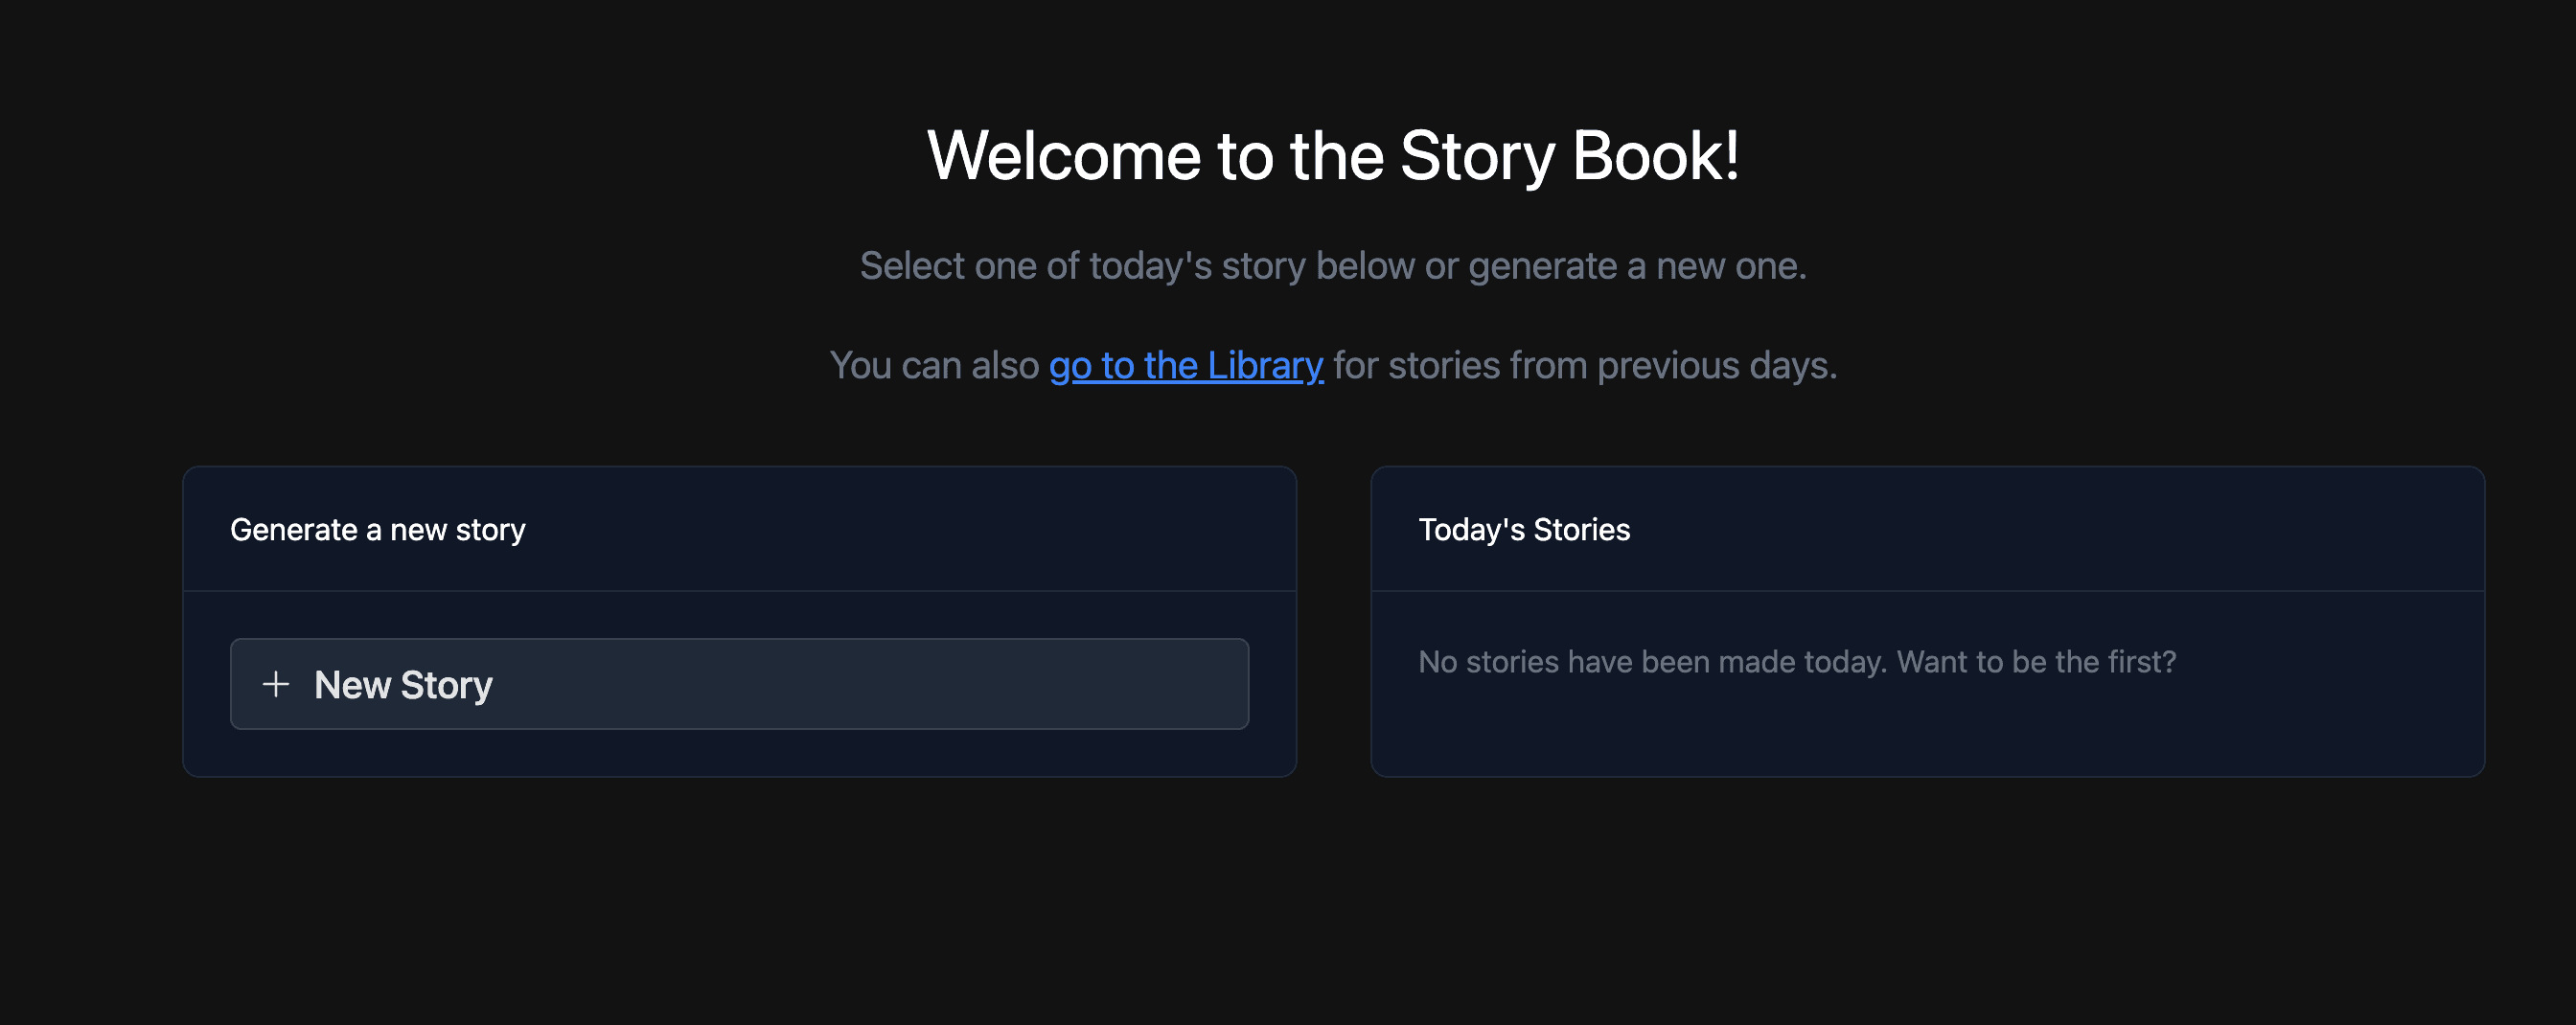 Welcome to the Story Book!
Select one of today's story below or generate a new one.
You can also go to the Library for stories from previous days.
Generate a new story
+ New Story
Today's Stories
No stories have been made today. Want to be the first?